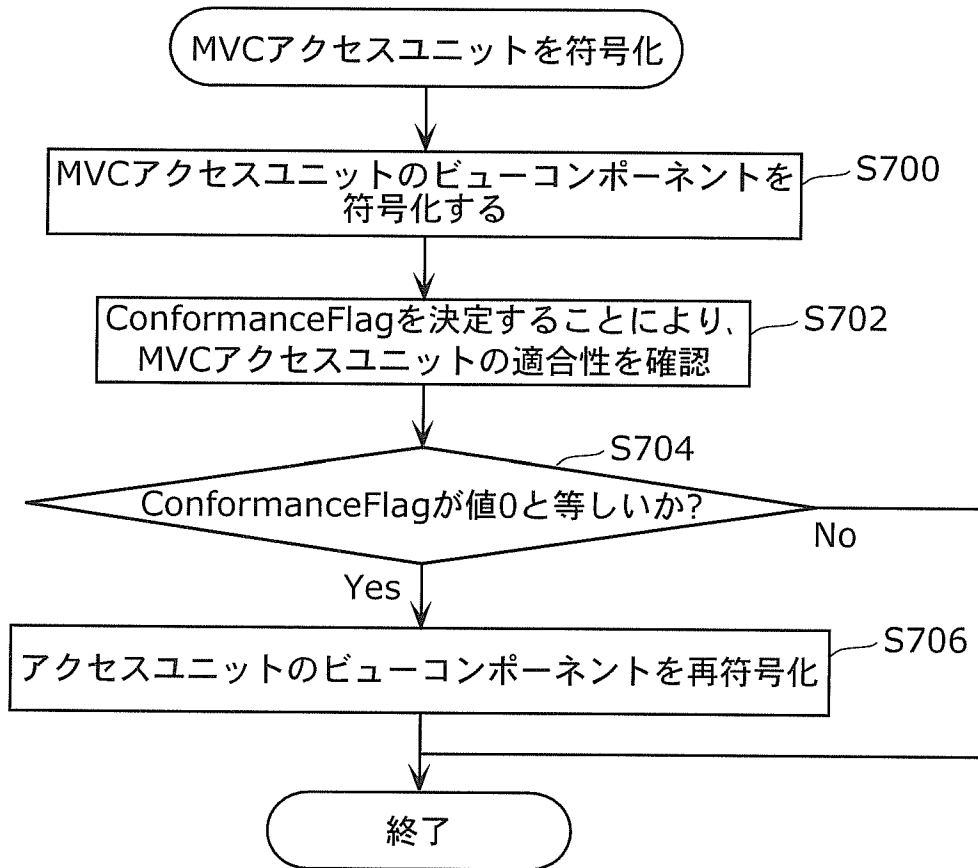 MVCアクセスユニットを符号化
MVCアクセスユニットのビューコンポーネントを
符号化する
S700
ConformanceFlagを決定することにより、
MVCアクセスユニットの適合性を確認
S702
S704
ConformanceFlagが値0と等しいか?
No
Yes
アクセスユニットのビューコンポーネントを再符号化
S706
終了